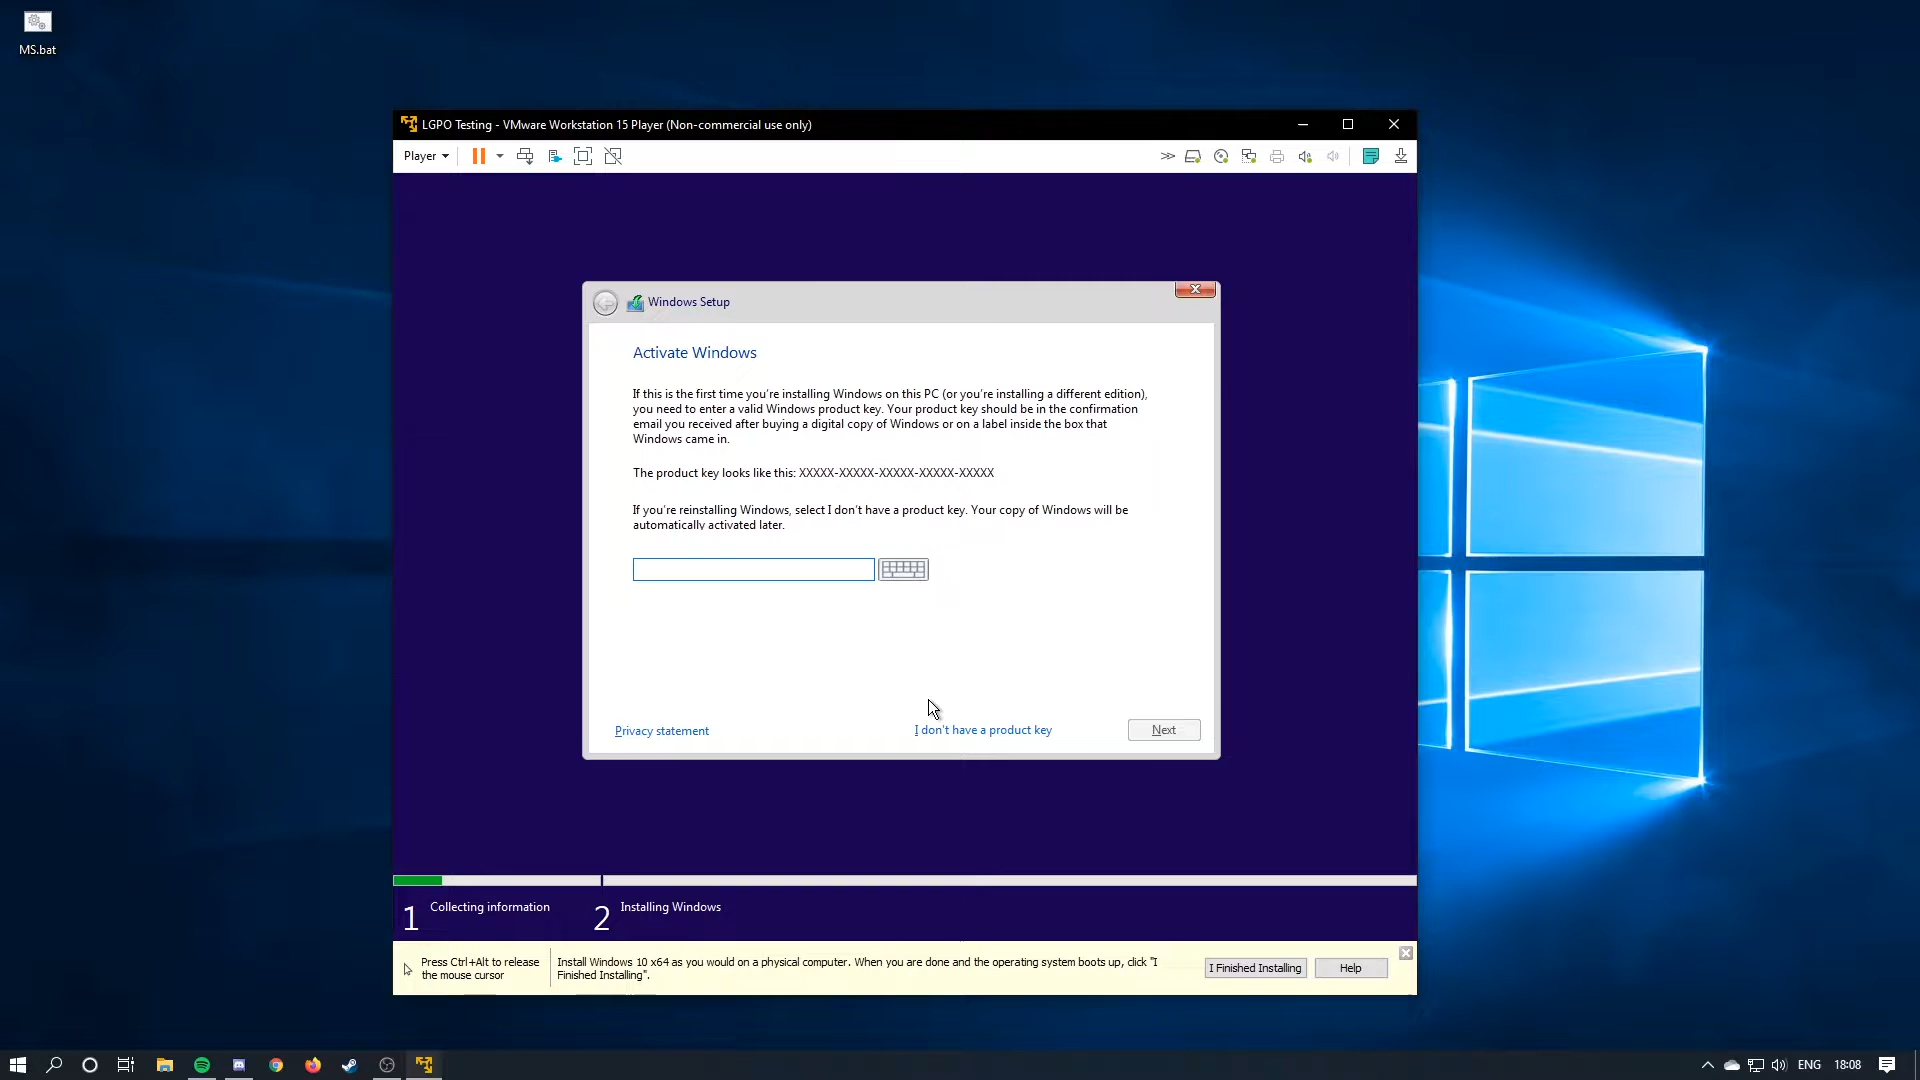 MS.bat
LGPO Testing - VMware Workstation 15 Player (Non-commercial use only)
Player
Windows Setup
Activate Windows
If this is the first time you're installing Windows on this PC (or you're installing a different edition),
you need to enter a valid Windows product key. Your product key should be in the confirmation
email you received after buying a digital copy of Windows or on a label inside the box that
Windows came in.
The product key looks like this: XXXXX-XXXXX-XXXXX-XXXXX-XXXXX
If you're reinstalling Windows, select I don't have a product key. Your copy of Windows will be
automatically activated later.
Privacy statement
I don't have a product key
Next
1 Collecting information
2 Installing Windows
Press Ctrl+Alt to release
the mouse cursor
Install Windows 10 x64 as you would on a physical computer. When you are done and the operating system boots up, click "I
Finished Installing".
I Finished Installing
Help
ENG
18:08